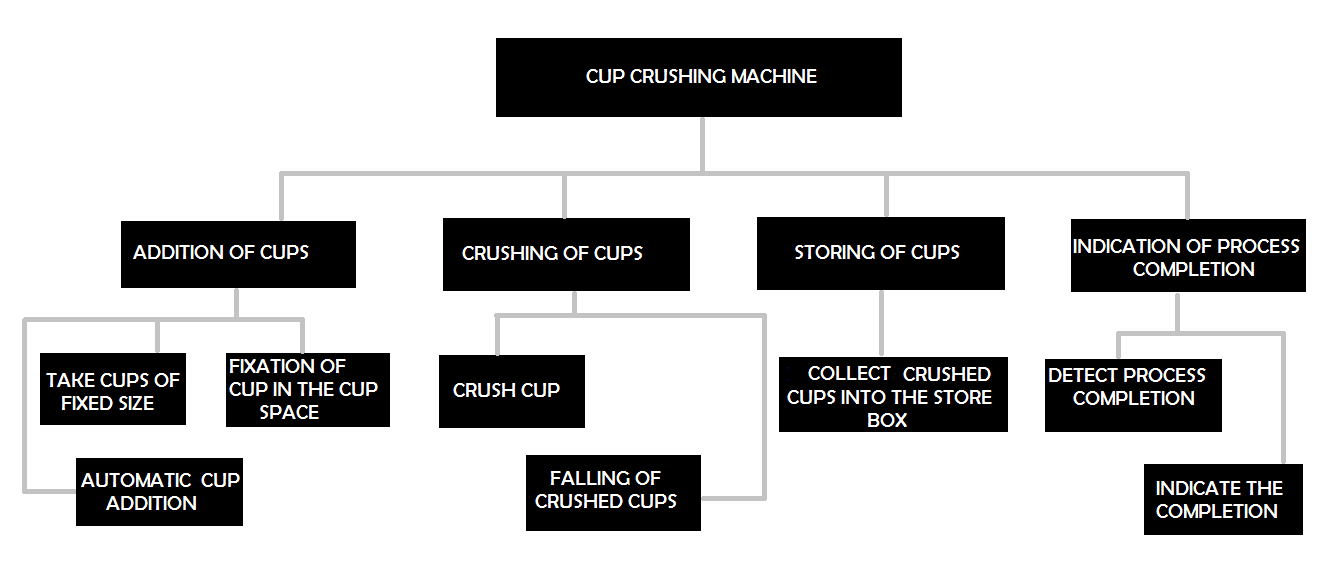 CUP CRUSHING MACHINE
ADDITION OF CUPS
CRUSHING OF CUPS
STORING OF CUPS
INDICATION OF PROCESS
COMPLETION
TAKE CUPS OF
FIXED SIZE
FIXATION OF
CUP IN THE CUP
SPACE
CRUSH CUP
COLLECT CRUSHED
CUPS INTO THE STORE
BOX
DETECT PROCESS
COMPLETION
AUTOMATIC CUP
ADDITION
FALLING OF
CRUSHED CUPS
INDICATE THE
COMPLETION